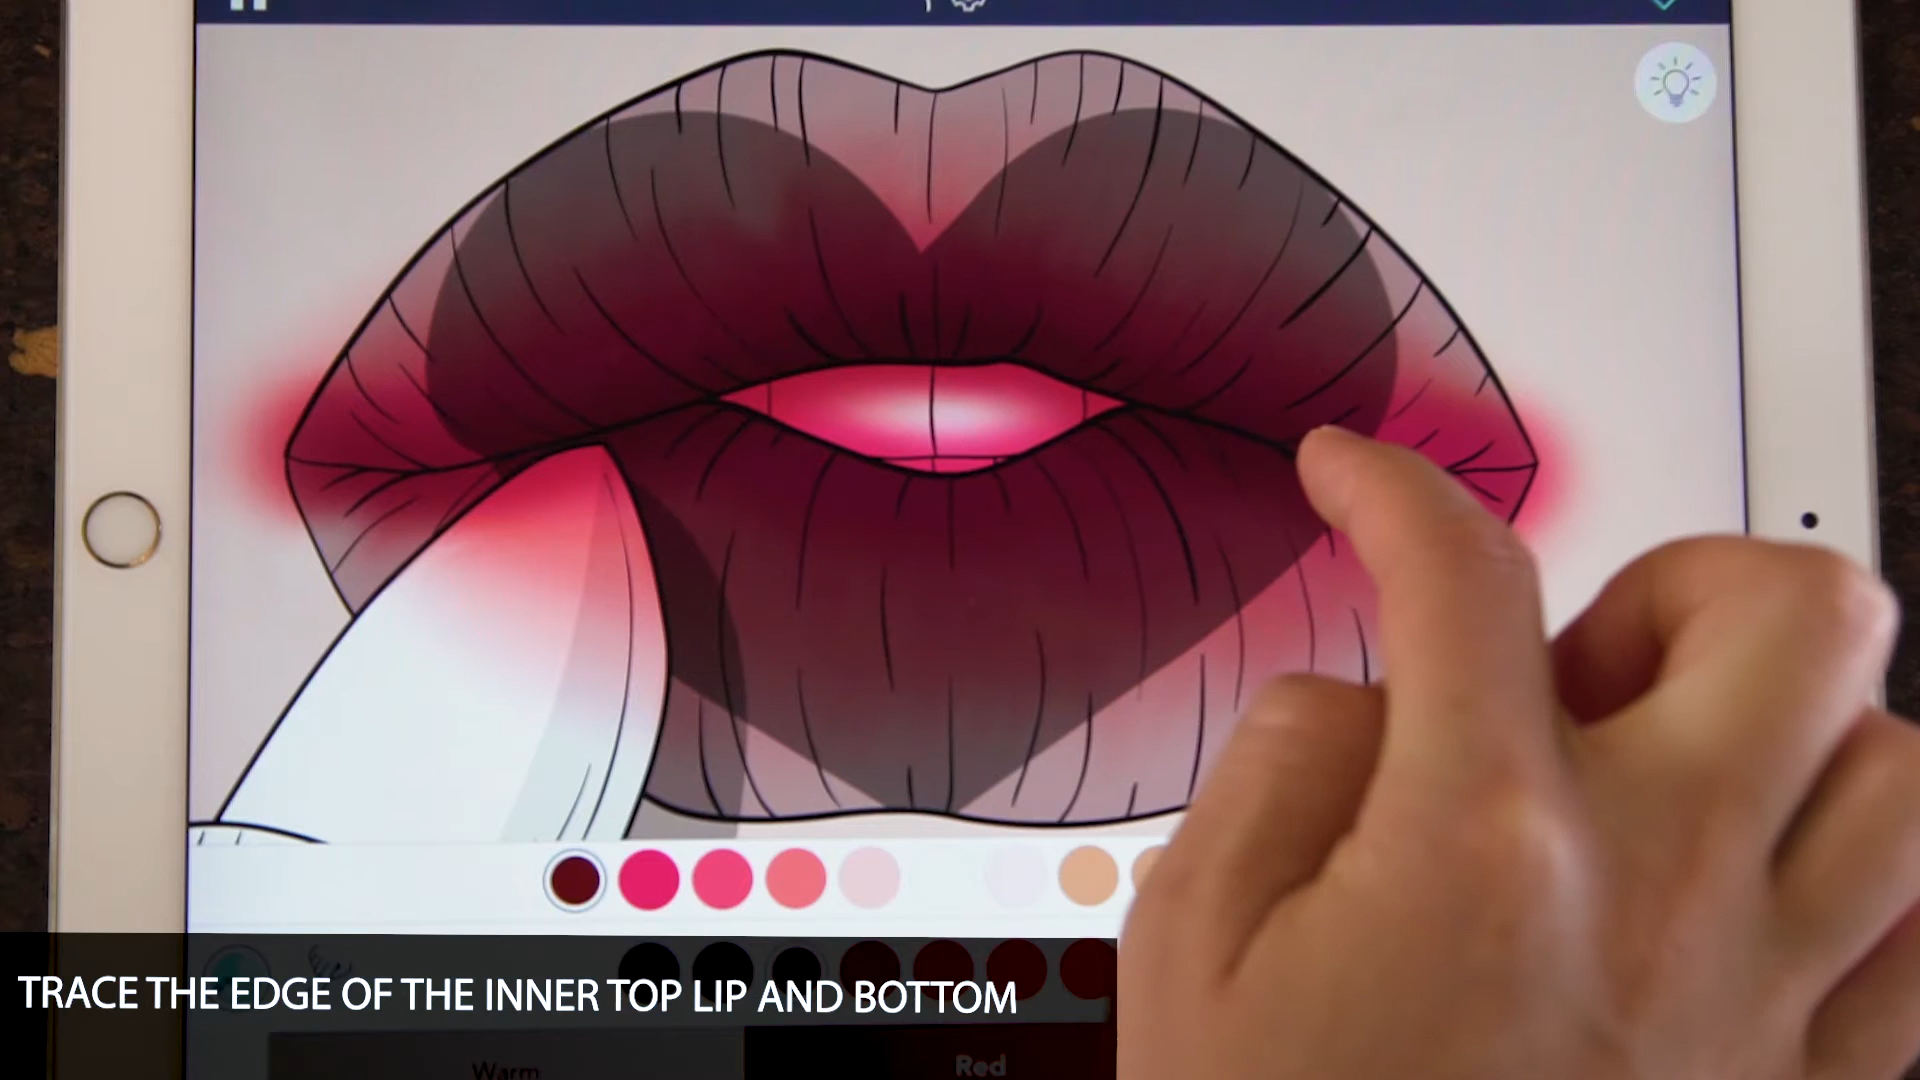 TRACE THE EDGE OF THE INNER TOP LIP AND BOTTOM
Warm
Red